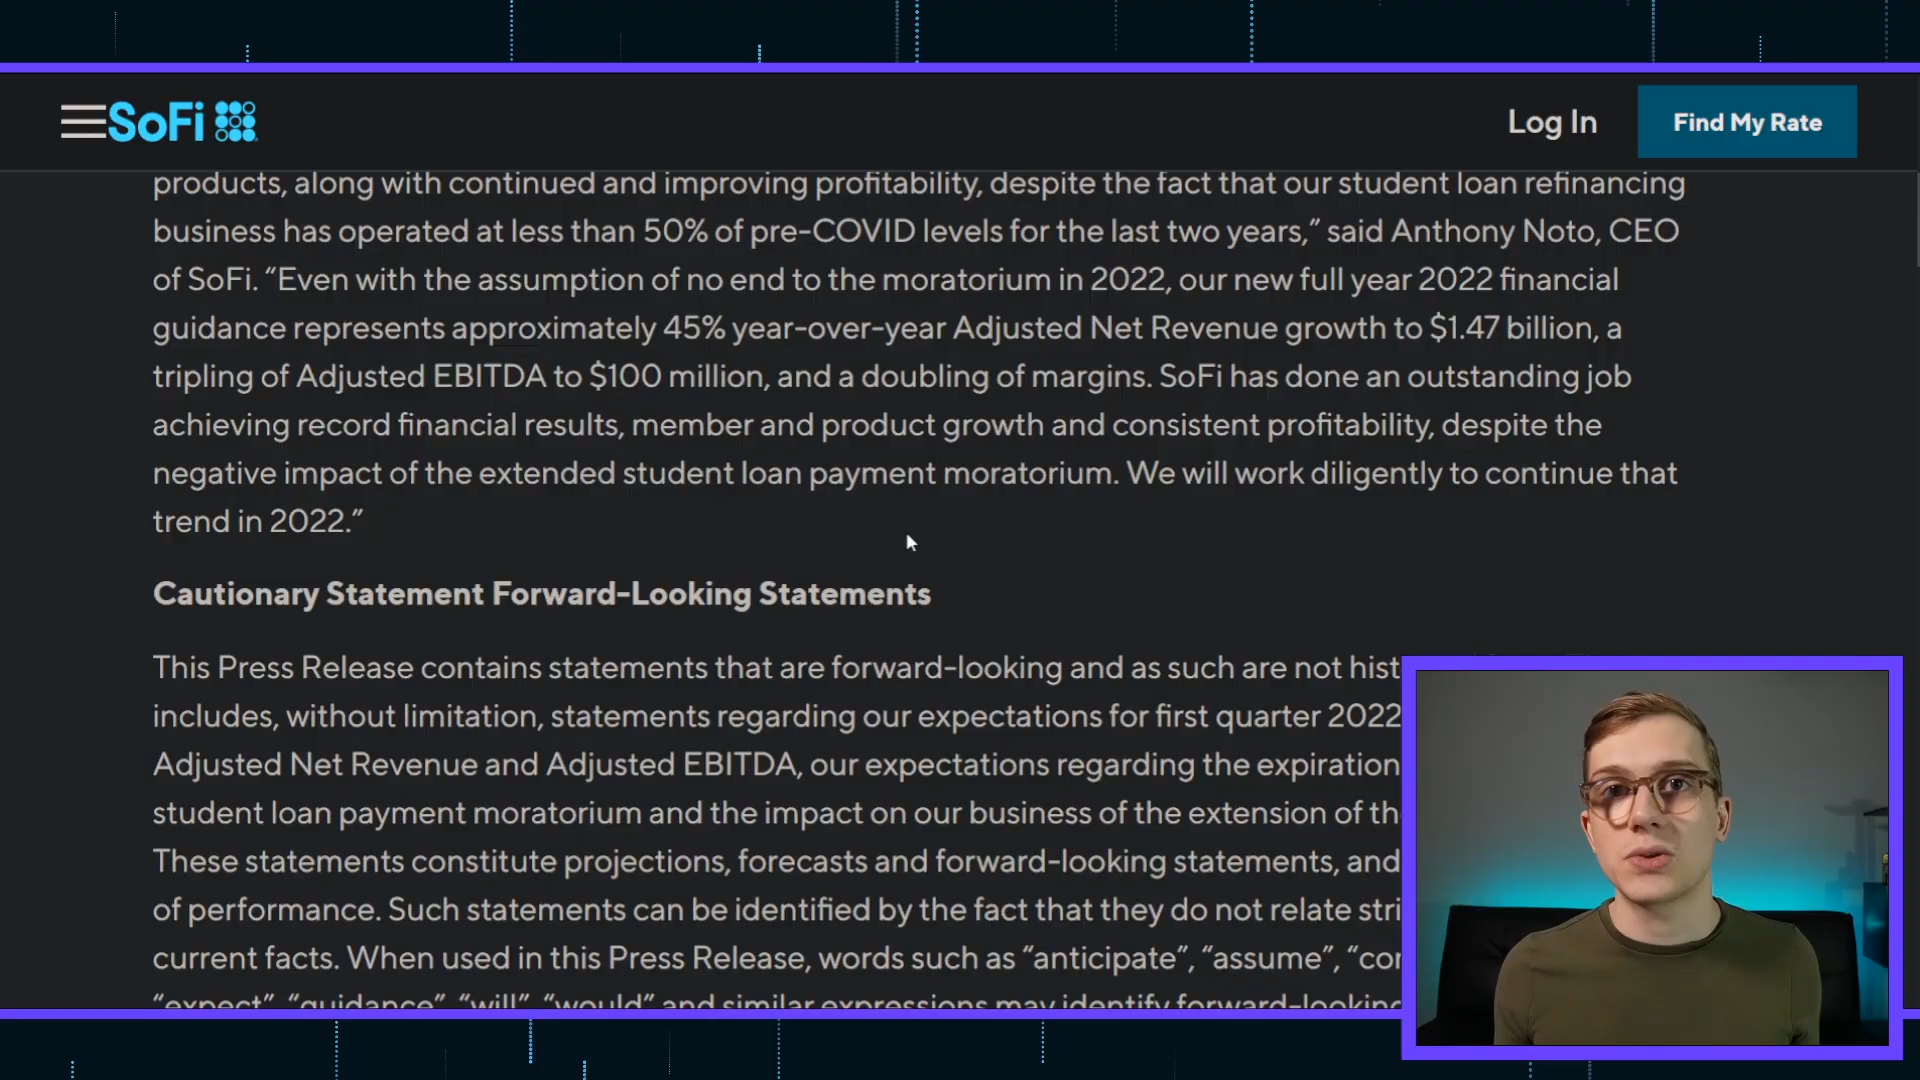 SoFi
Log In
Find My Rate
products, along with continued and improving profitability, despite the fact that our student loan refinancing
business has operated at less than 50% of pre-COVID levels for the last two years,” said Anthony Noto, CEO
of SoFi. “Even with the assumption of no end to the moratorium in 2022, our new full year 2022 financial
guidance represents approximately 45% year-over-year Adjusted Net Revenue growth to $1.47 billion, a
tripling of Adjusted EBITDA to $100 million, and a doubling of margins. SoFi has done an outstanding job
achieving record financial results, member and product growth and consistent profitability, despite the
negative impact of the extended student loan payment moratorium. We will work diligently to continue that
trend in 2022.”
Cautionary Statement Forward-Looking Statements
This Press Release contains statements that are forward-looking and as such are not hist
includes, without limitation, statements regarding our expectations for first quarter 2022
Adjusted Net Revenue and Adjusted EBITDA, our expectations regarding the expiration
student loan payment moratorium and the impact on our business of the extension of th
These statements constitute projections, forecasts and forward-looking statements, and
of performance. Such statements can be identified by the fact that they do not relate stri
current facts. When used in this Press Release, words such as “anticipate”, “assume”, “co
“expect”, “guidance”, “will”, “would” and similar expressions may identify forward-looking